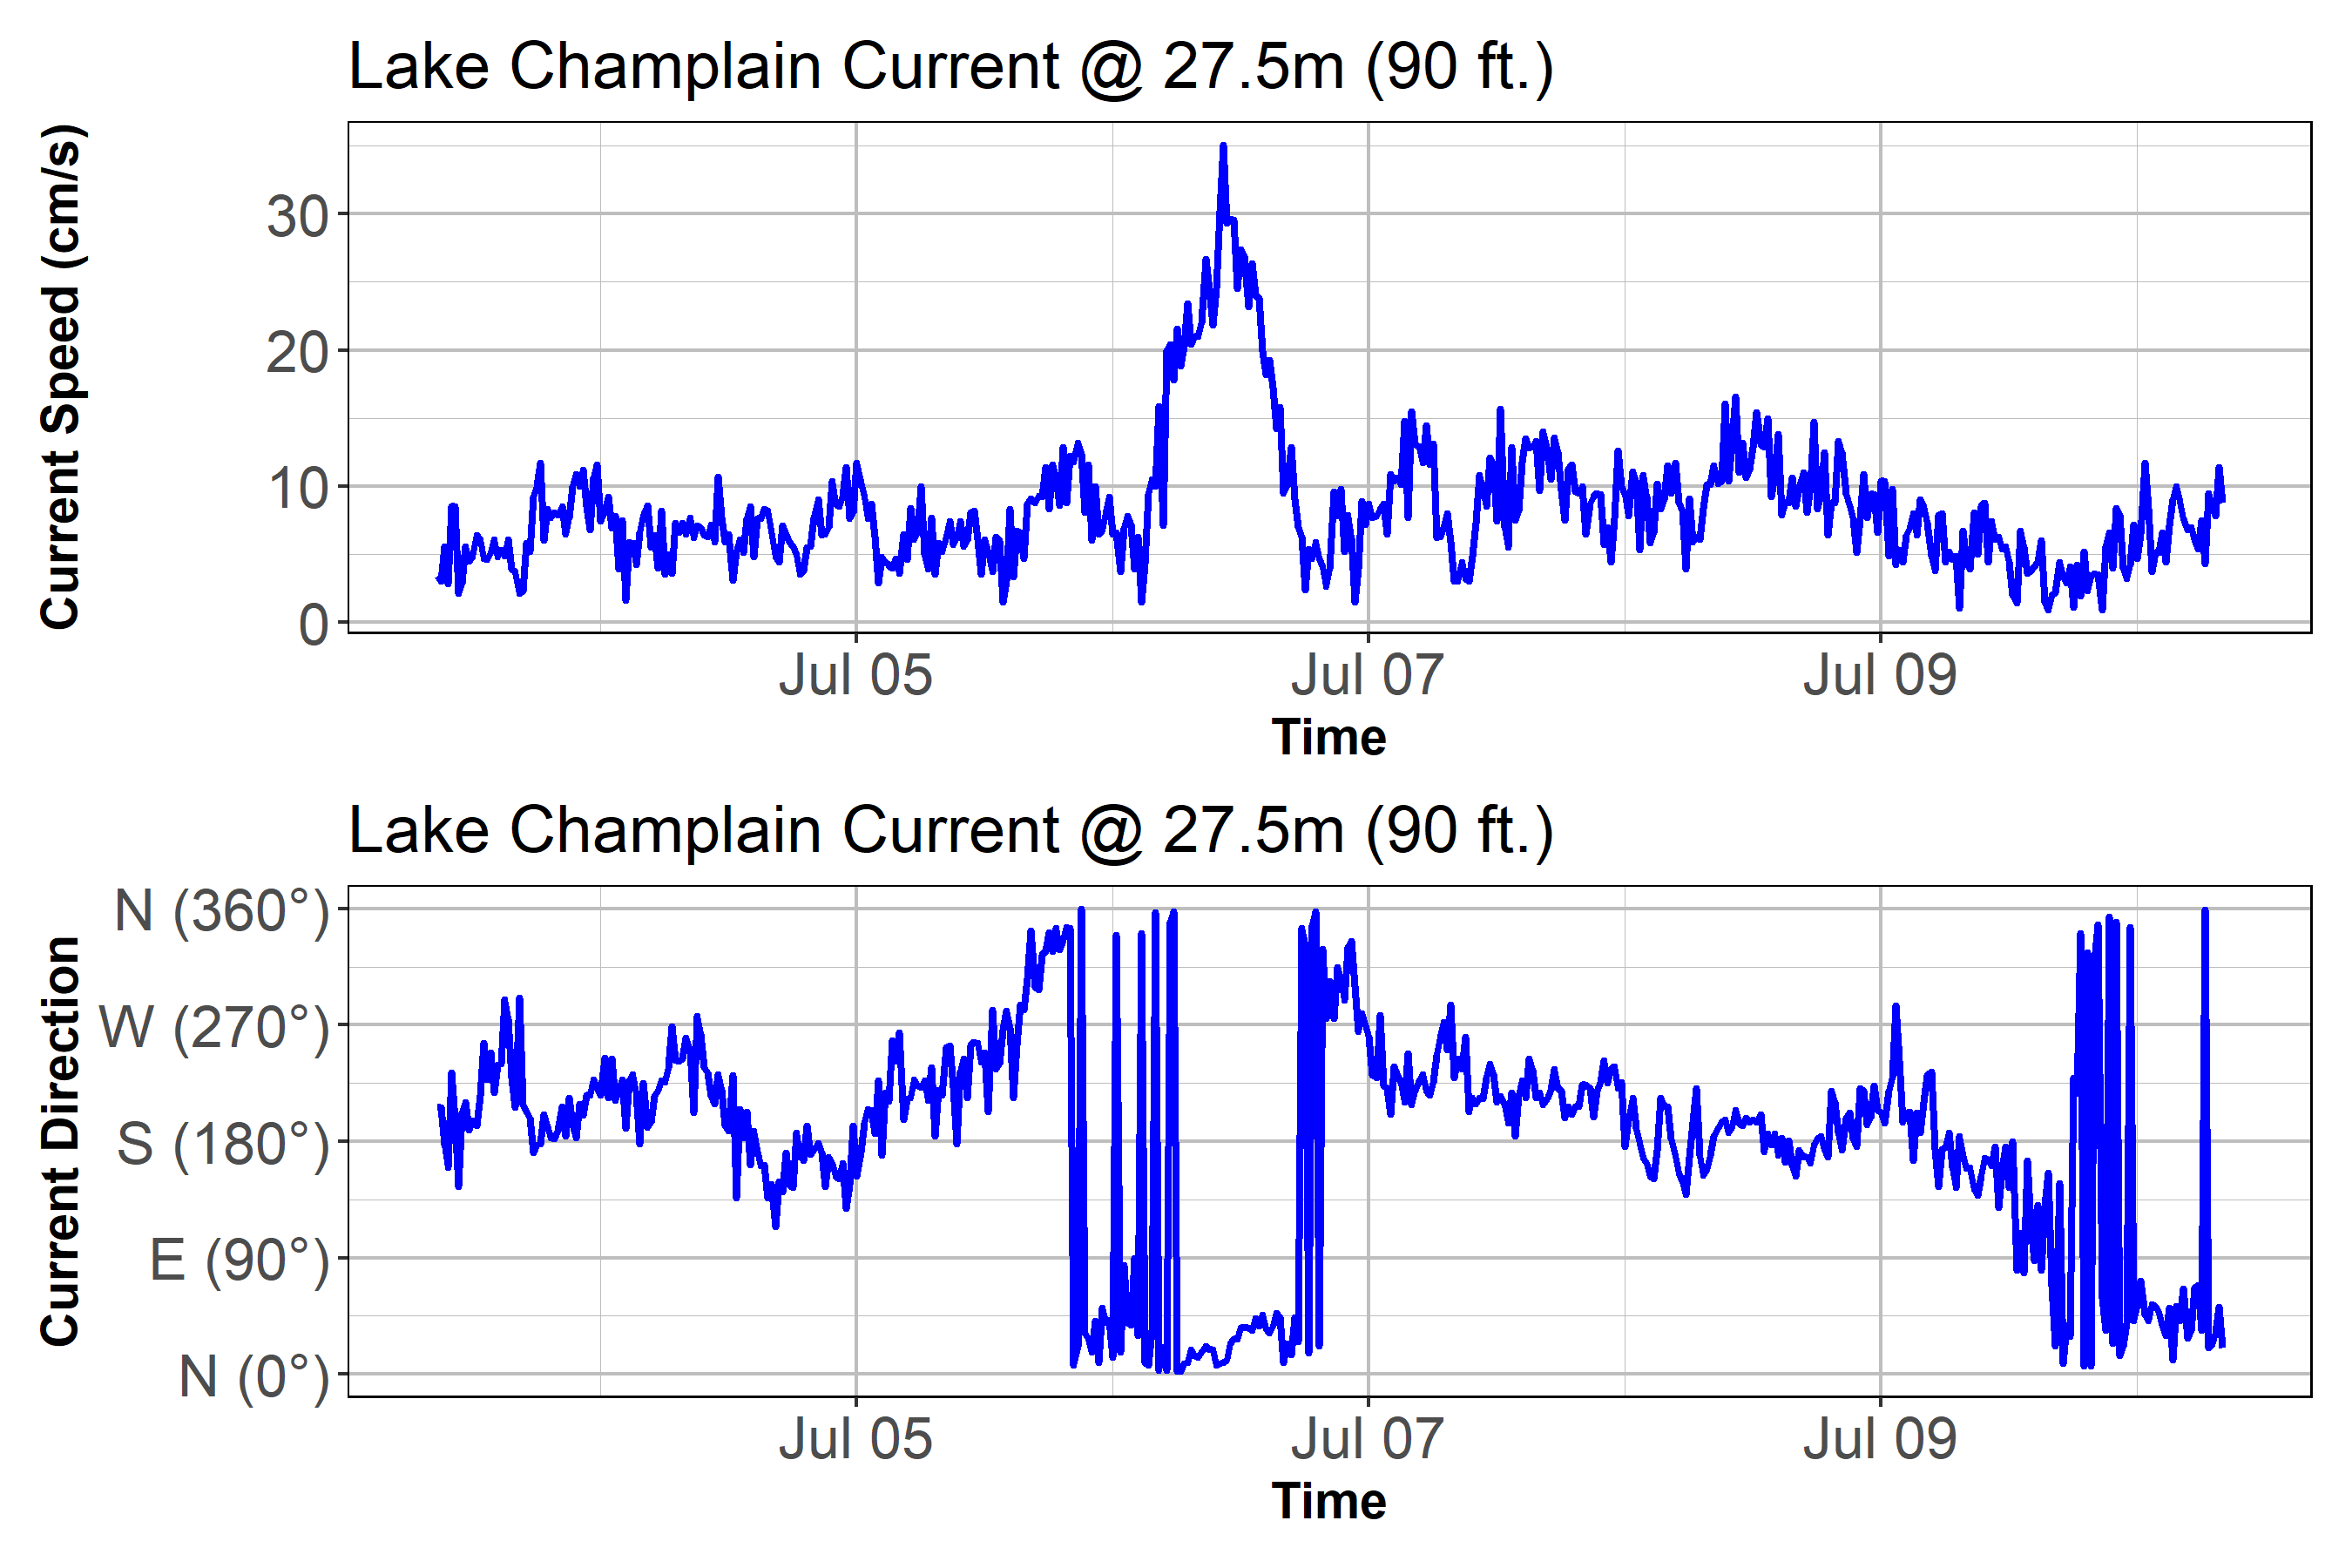 Lake Champlain Current @ 27.5m (90 ft.)
Current Speed (cm/s)
30
20
10
0
Jul 05
Jul 07
Jul 09
Time
Lake Champlain Current @ 27.5m (90 ft.)
Current Direction
N (360°)
W (270°)
S (180°)
E (90°)
N (0°)
Jul 05
Jul 07
Jul 09
Time